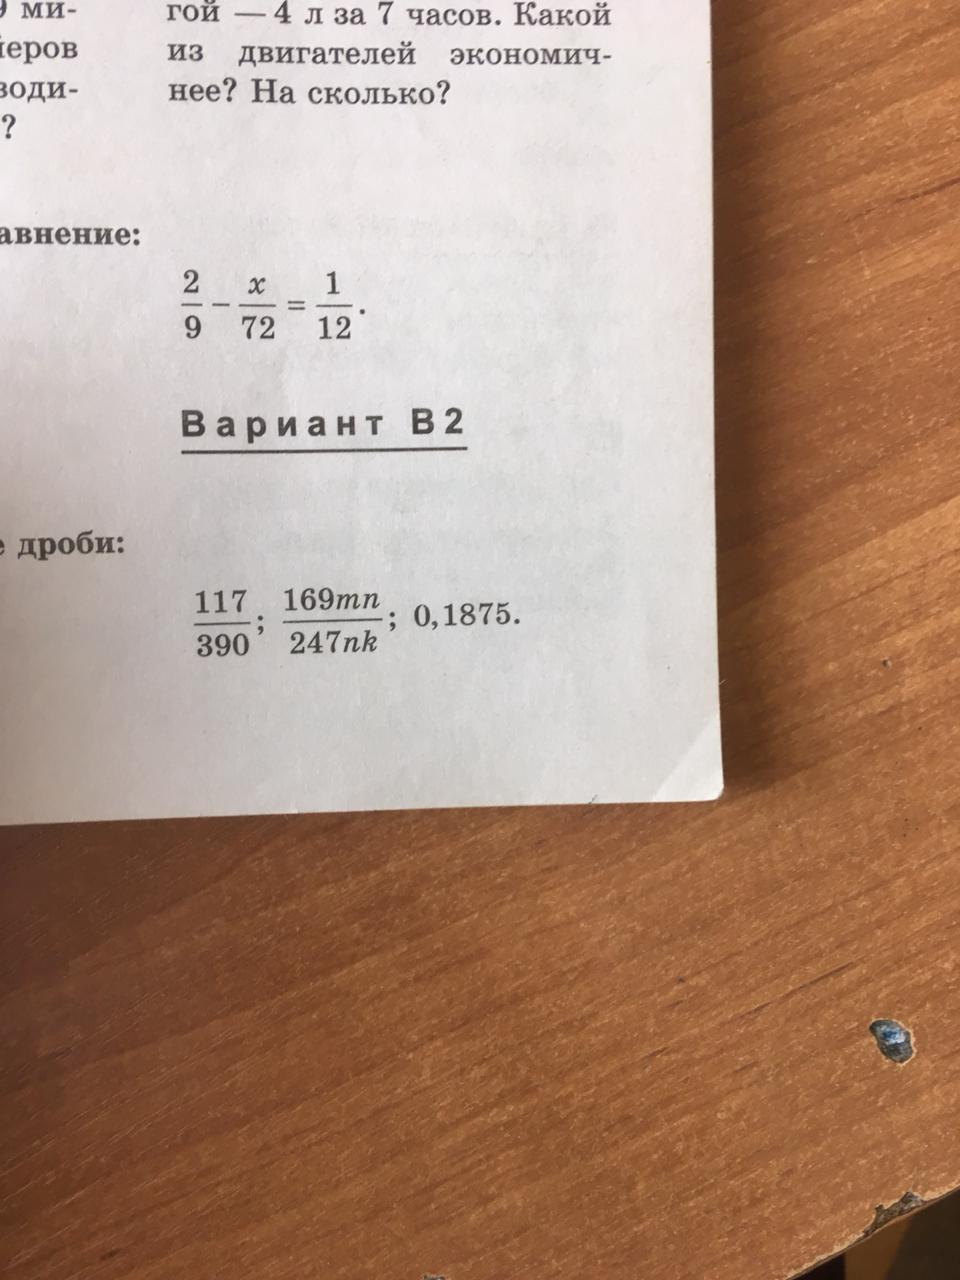 ми-
гой — 4 л за 7 часов. Какой
из двигателей экономич-
води-
нее? На сколько?
?
авнение:
2/9 − x/72 = 1/12.
Вариант В2
дроби:
117/390; 169mn/247nk; 0,1875.